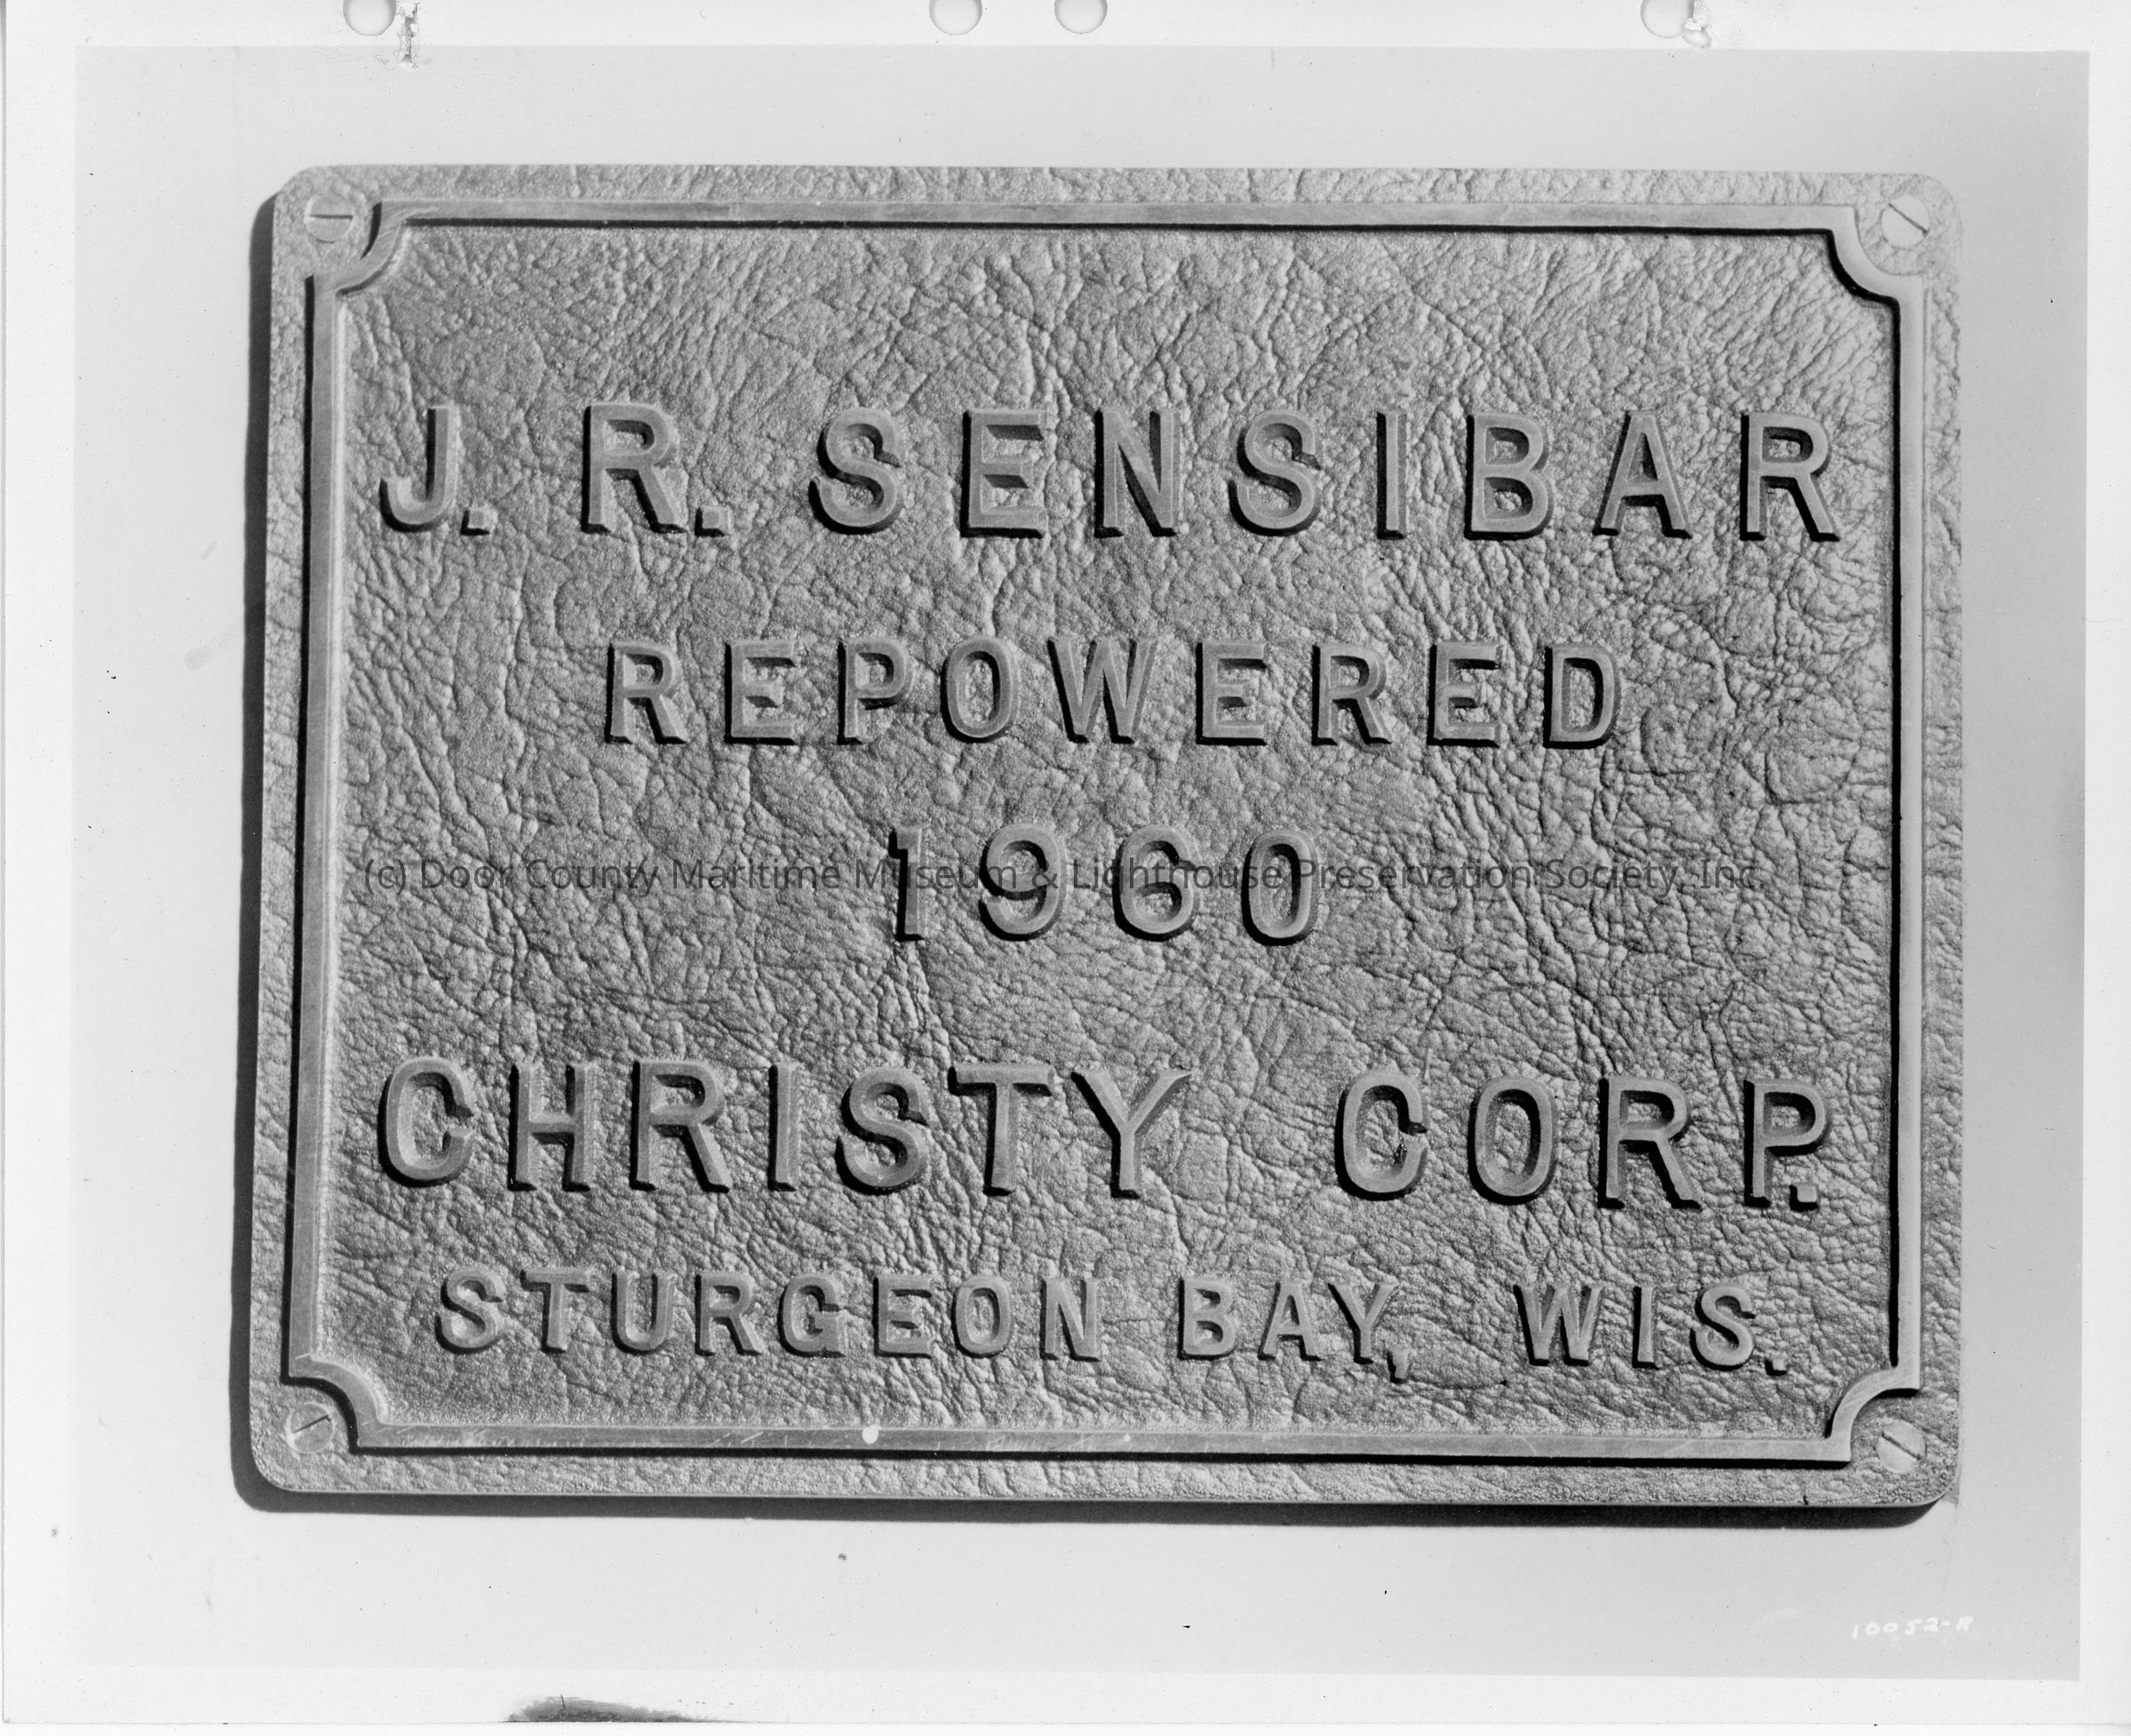 J. R. SENSIBAR
REPOWERED
1960
(c) Door County Maritime Museum & Lighthouse Preservation Society, Inc.
CHRISTY CORP.
STURGEON BAY, WIS.
10052-A